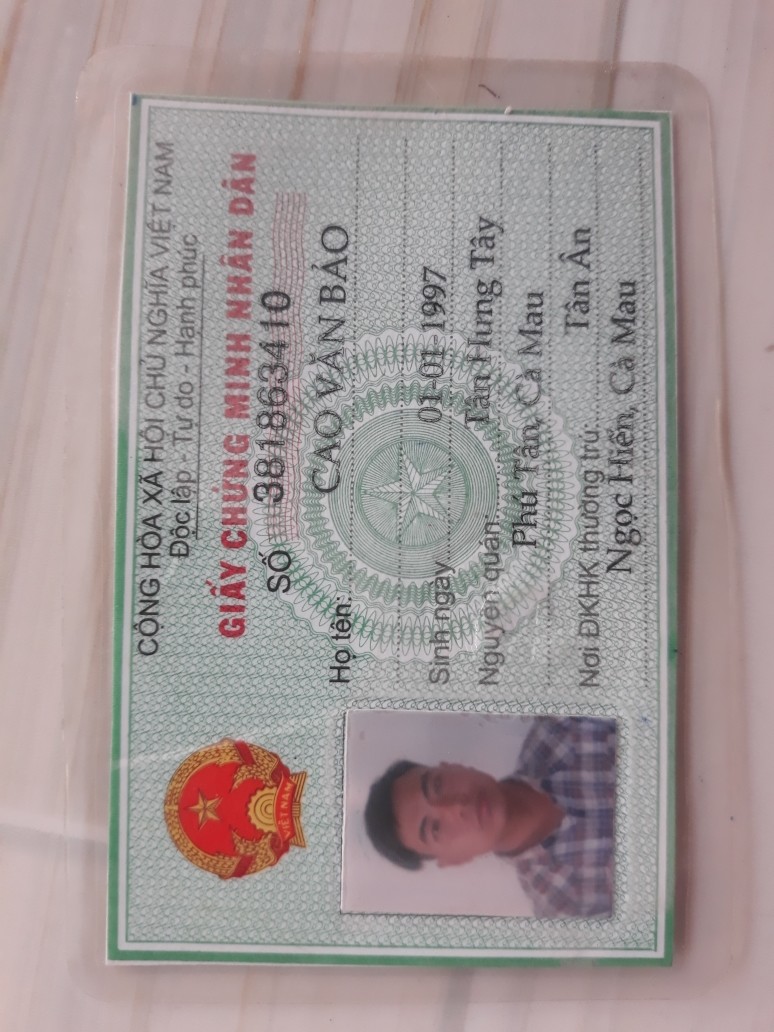 CỘNG HÒA XÃ HỘI CHỦ NGHĨA VIỆT NAM
Độc lập - Tự do - Hạnh phúc
GIẤY CHỨNG MINH NHÂN DÂN
SỐ 381863410
Họ tên: CAO VĂN BẢO
Sinh ngày 01-01-1997
Nguyên quán: Tân Hưng Tây
Phú Tân, Cà Mau
Nơi ĐKHK thường trú: Tân Ân
Ngọc Hiển, Cà Mau
VIỆT NAM